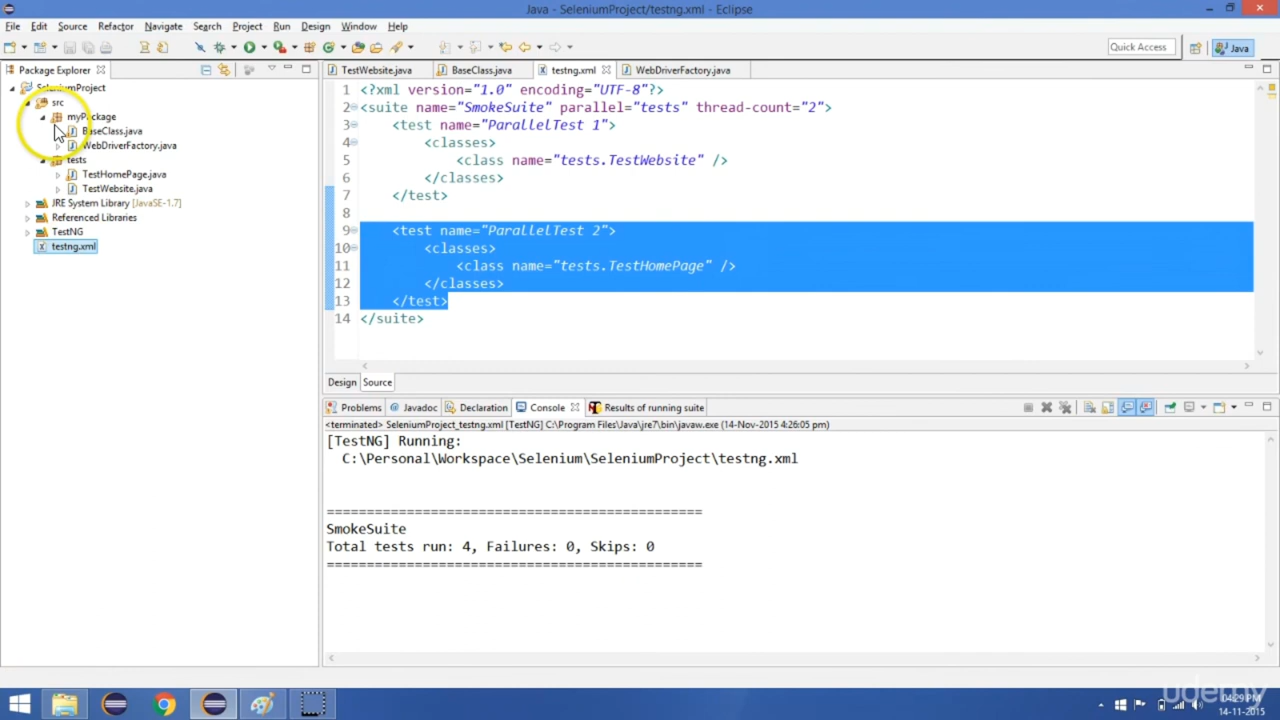 Java - SeleniumProject/testng.xml - Eclipse
File Edit Source Refactor Navigate Search Project Run Design Window Help
Quick Access Java
Package Explorer
SeleniumProject
src
myPackage
BaseClass.java
WebDriverFactory.java
tests
TestHomePage.java
TestWebsite.java
JRE System Library [JavaSE-1.7]
Referenced Libraries
TestNG
testng.xml
TestWebsite.java BaseClass.java testng.xml WebDriverFactory.java
1 <?xml version="1.0" encoding="UTF-8"?>
2 <suite name="SmokeSuite" parallel="tests" thread-count="2">
3 <test name="ParallelTest 1">
4 <classes>
5 <class name="tests.TestWebsite" />
6 </classes>
7 </test>
8
9 <test name="ParallelTest 2">
10 <classes>
11 <class name="tests.TestHomePage" />
12 </classes>
13 </test>
14 </suite>
Design Source
Problems Javadoc Declaration Console Results of running suite
<terminated> SeleniumProject_testng.xml [TestNG] C:\Program Files\Java\jre7\bin\javaw.exe (14-Nov-2015 4:26:05 pm)
[TestNG] Running:
C:\Personal\Workspace\Selenium\SeleniumProject\testng.xml
===============================================
SmokeSuite
Total tests run: 4, Failures: 0, Skips: 0
===============================================
udemy
04:29 PM
14-11-2015